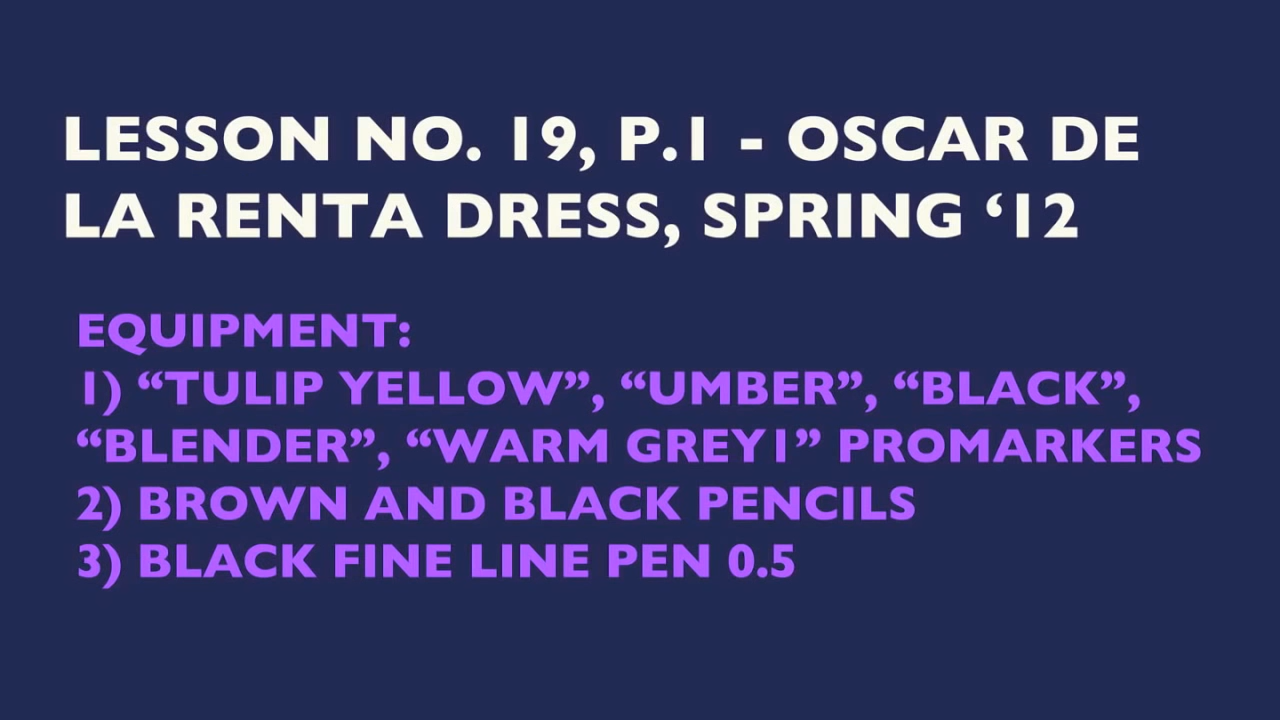 LESSON NO. 19, P.1 - OSCAR DE
LA RENTA DRESS, SPRING ‘12
EQUIPMENT:
1) “TULIP YELLOW”, “UMBER”, “BLACK”,
“BLENDER”, “WARM GREY1” PROMARKERS
2) BROWN AND BLACK PENCILS
3) BLACK FINE LINE PEN 0.5